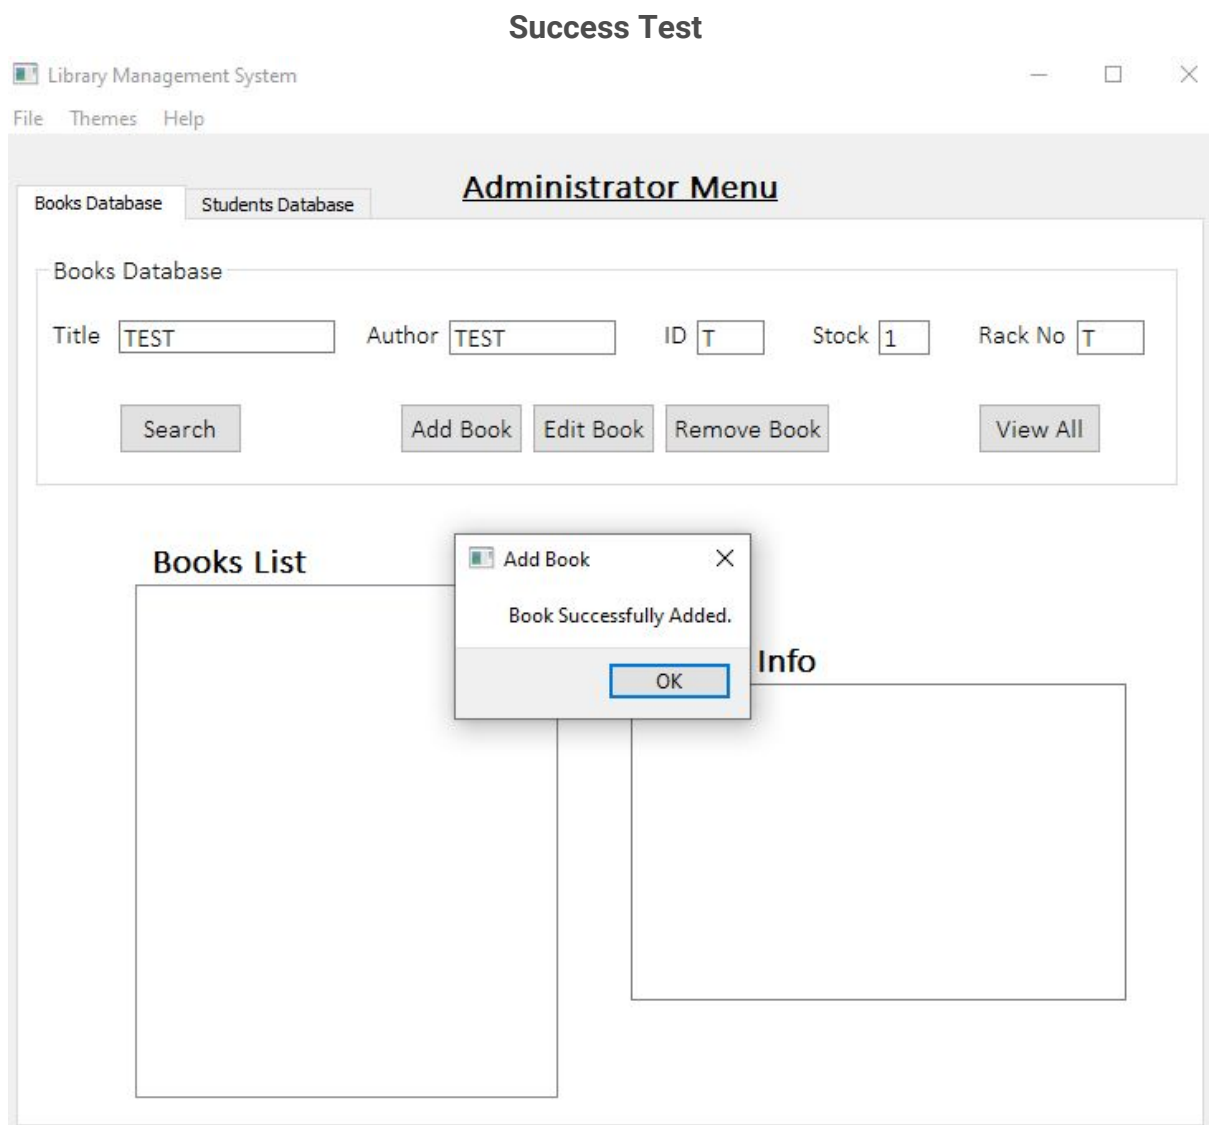 Success Test
Library Management System
File Themes Help
Administrator Menu
Books Database Students Database
Books Database
Title TEST Author TEST ID T Stock 1 Rack No T
Search Add Book Edit Book Remove Book View All
Books List
Add Book
Book Successfully Added.
Info
OK